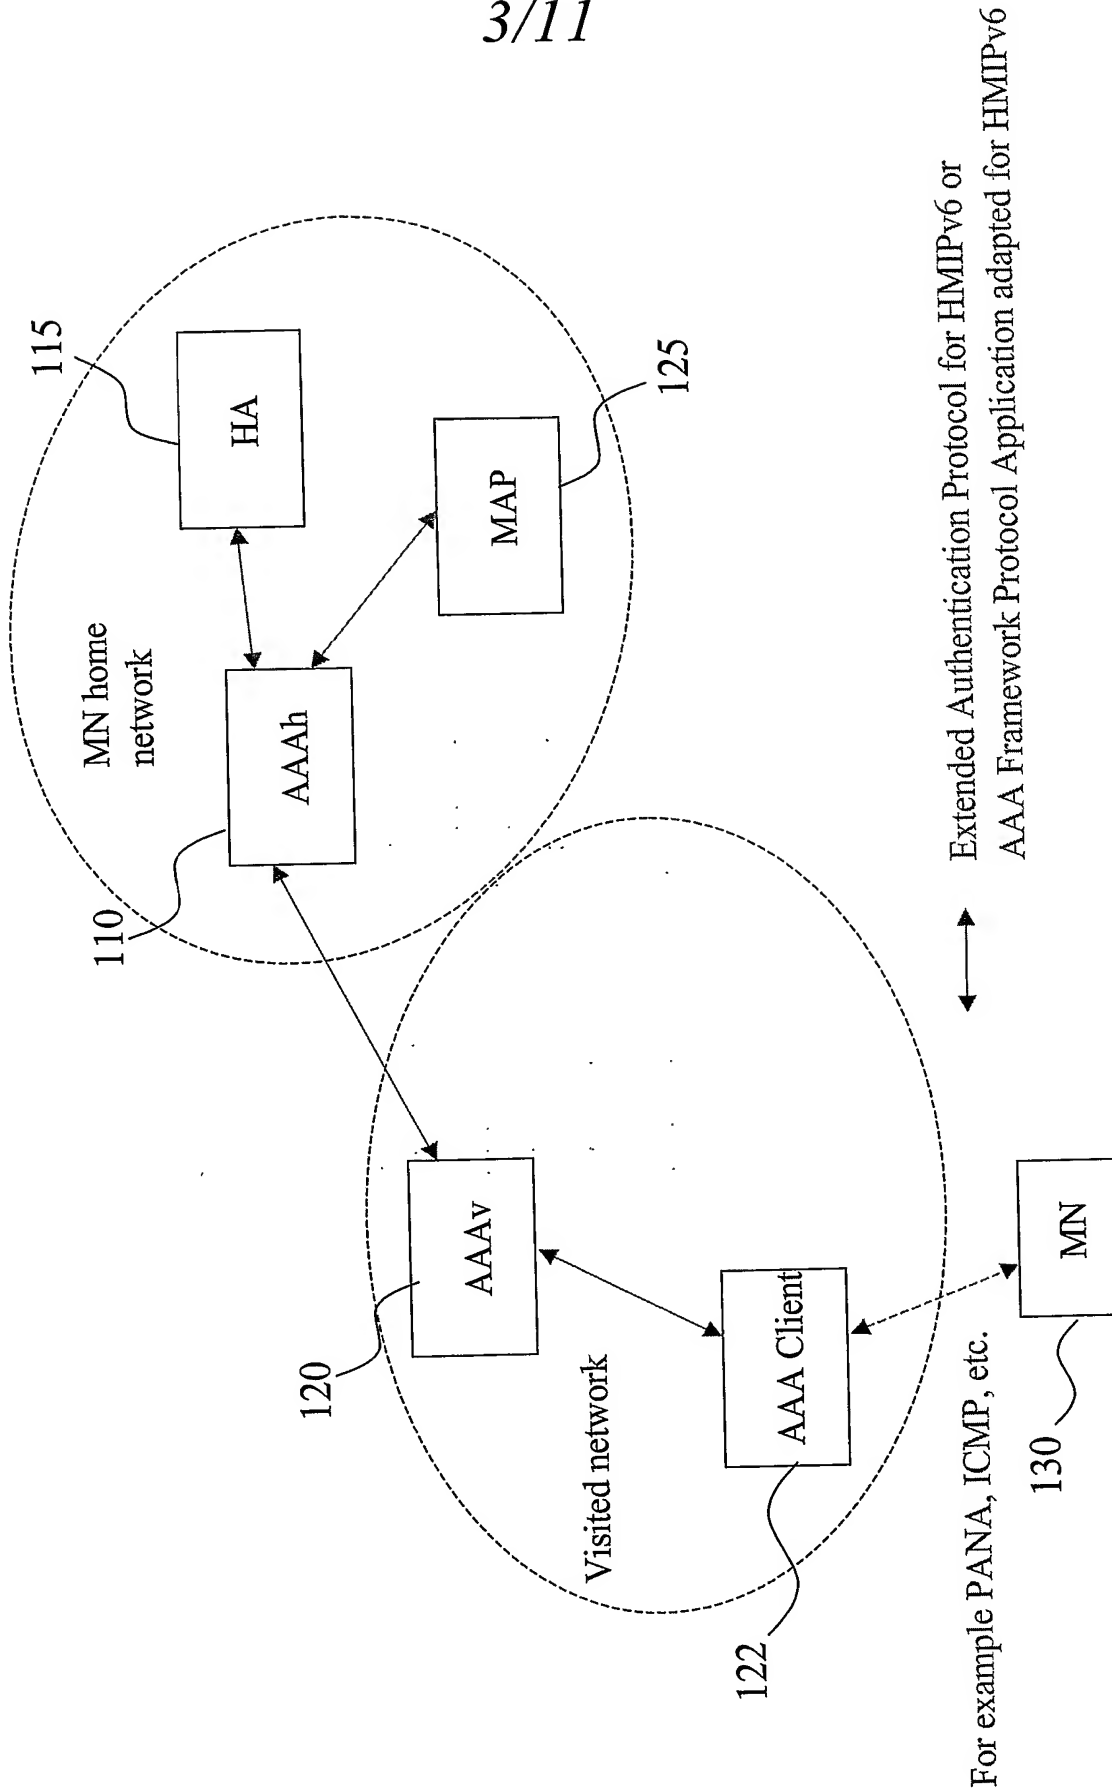 3/11
115
HA
MN home
network
125
MAP
AAAh
110
120
AAAv
Visited network
AAA Client
122
For example PANA, ICMP, etc.
MN
130
Extended Authentication Protocol for HMIPv6 or
AAA Framework Protocol Application adapted for HMIPv6